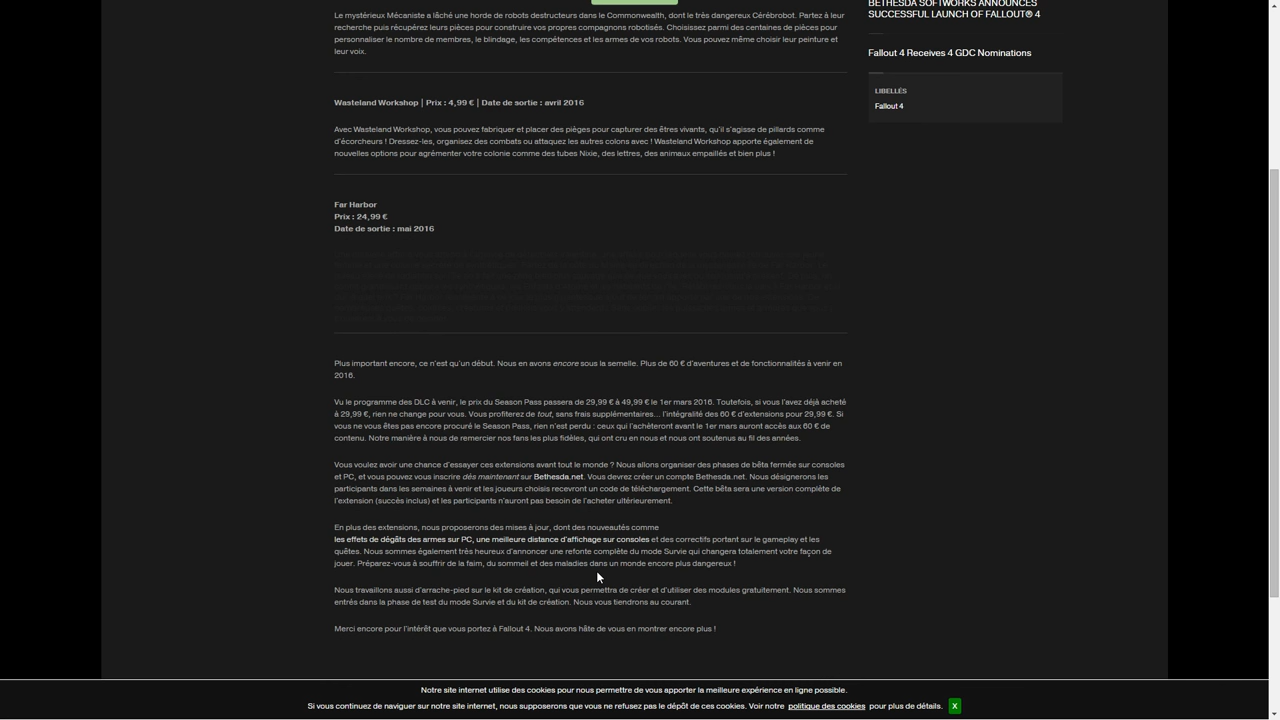 BETHESDA SOFTWORKS ANNOUNCES
SUCCESSFUL LAUNCH OF FALLOUT® 4
Fallout 4 Receives 4 GDC Nominations
LIBELLÉS
Fallout 4
Le mystérieux Mécaniste a lâché une horde de robots destructeurs dans le Commonwealth, dont le très dangereux Cérébrobot. Partez à leur
recherche puis récupérez leurs pièces pour construire vos propres compagnons robotisés. Choisissez parmi des centaines de pièces pour
personnaliser le nombre de membres, le blindage, les compétences et les armes de vos robots. Vous pouvez même choisir leur peinture et
leur voix.
Wasteland Workshop | Prix : 4,99 € | Date de sortie : avril 2016
Avec Wasteland Workshop, vous pouvez fabriquer et placer des pièges pour capturer des êtres vivants, qu'il s'agisse de pillards comme
d'écorcheurs ! Dressez-les, organisez des combats ou attaquez les autres colons avec ! Wasteland Workshop apporte également de
nouvelles options pour agrémenter votre colonie comme des tubes Nixie, des lettres, des animaux empaillés et bien plus !
Far Harbor
Prix : 24,99 €
Date de sortie : mai 2016
Plus important encore, ce n'est qu'un début. Nous en avons encore sous la semelle. Plus de 60 € d'aventures et de fonctionnalités à venir en
2016.
Vu le programme des DLC à venir, le prix du Season Pass passera de 29,99 € à 49,99 € le 1er mars 2016. Toutefois, si vous l'avez déjà acheté
à 29,99 €, rien ne change pour vous. Vous profiterez de tout, sans frais supplémentaires… l'intégralité des 60 € d'extensions pour 29,99 €. Si
vous ne vous êtes pas encore procuré le Season Pass, rien n'est perdu : ceux qui l'achèteront avant le 1er mars auront accès aux 60 € de
contenu. Notre manière à nous de remercier nos fans les plus fidèles, qui ont cru en nous et nous ont soutenus au fil des années.
Vous voulez avoir une chance d'essayer ces extensions avant tout le monde ? Nous allons organiser des phases de bêta fermée sur consoles
et PC, et vous pouvez vous inscrire dès maintenant sur Bethesda.net. Vous devrez créer un compte Bethesda.net. Nous désignerons les
participants dans les semaines à venir et les joueurs choisis recevront un code de téléchargement. Cette bêta sera une version complète de
l'extension (succès inclus) et les participants n'auront pas besoin de l'acheter ultérieurement.
En plus des extensions, nous proposerons des mises à jour, dont des nouveautés comme
les effets de dégâts des armes sur PC, une meilleure distance d'affichage sur consoles et des correctifs portant sur le gameplay et les
quêtes. Nous sommes également très heureux d'annoncer une refonte complète du mode Survie qui changera totalement votre façon de
jouer. Préparez-vous à souffrir de la faim, du sommeil et des maladies dans un monde encore plus dangereux !
Nous travaillons aussi d'arrache-pied sur le kit de création, qui vous permettra de créer et d'utiliser des modules gratuitement. Nous sommes
entrés dans la phase de test du mode Survie et du kit de création. Nous vous tiendrons au courant.
Merci encore pour l'intérêt que vous portez à Fallout 4. Nous avons hâte de vous en montrer encore plus !
Notre site internet utilise des cookies pour nous permettre de vous apporter la meilleure expérience en ligne possible.
Si vous continuez de naviguer sur notre site internet, nous supposerons que vous ne refusez pas le dépôt de ces cookies. Voir notre politique des cookies pour plus de détails. X